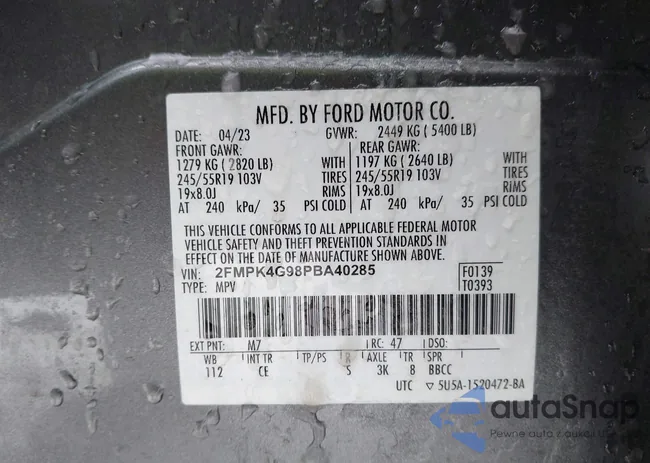 MFD. BY FORD MOTOR CO.
DATE: 04/23 GVWR: 2449 KG ( 5400 LB)
FRONT GAWR: REAR GAWR:
1279 KG ( 2820 LB) WITH 1197 KG ( 2640 LB) WITH
245/55R19 103V TIRES 245/55R19 103V TIRES
19x8.0J RIMS 19x8.0J RIMS
AT 240 kPa/ 35 PSI COLD AT 240 kPa/ 35 PSI COLD
THIS VEHICLE CONFORMS TO ALL APPLICABLE FEDERAL MOTOR
VEHICLE SAFETY AND THEFT PREVENTION STANDARDS IN
EFFECT ON THE DATE OF MANUFACTURE SHOWN ABOVE.
VIN: 2FMPK4G98PBA40285 F0139
TYPE: MPV T0393
EXT PNT: M7 RC: 47 DSO:
WB INT TR TP/PS R AXLE TR SPR
112 CE S 3K 8 BBCC
UTC ▽ 5U5A-1520472-BA
autaSnap
Pewne auto z aukcji